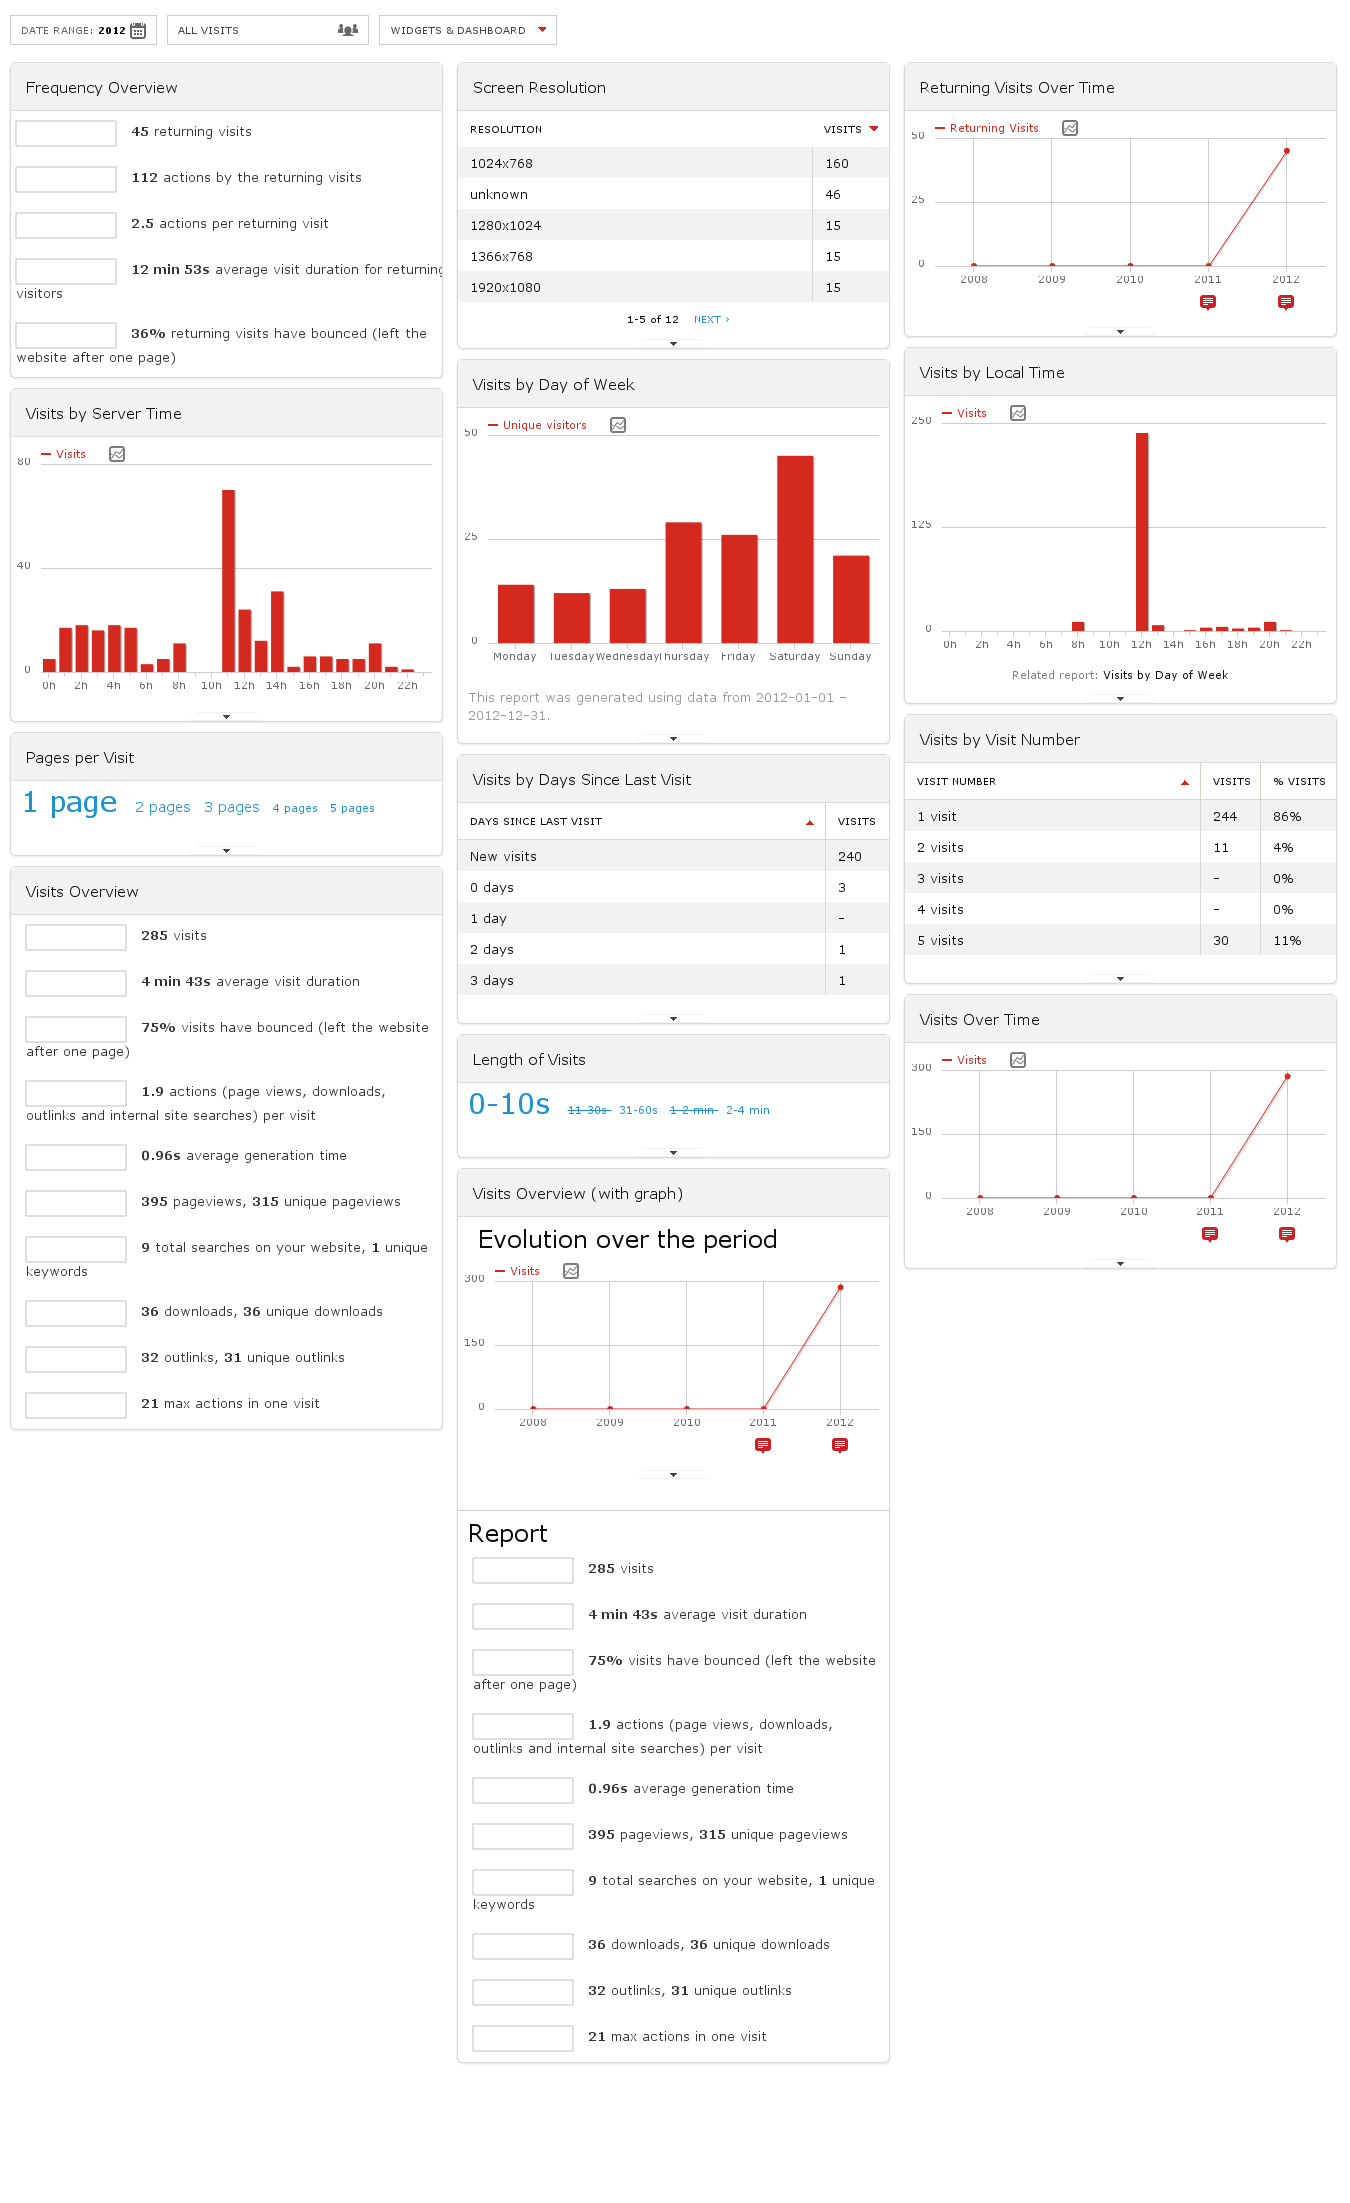 DATE RANGE: 2012
ALL VISITS
WIDGETS & DASHBOARD
Frequency Overview
45 returning visits
112 actions by the returning visits
2.5 actions per returning visit
12 min 53s average visit duration for returning
visitors
36% returning visits have bounced (left the
website after one page)
Visits by Server Time
Visits
80
40
0
0h 2h 4h 6h 8h 10h 12h 14h 16h 18h 20h 22h
Pages per Visit
1 page 2 pages 3 pages 4 pages 5 pages
Visits Overview
285 visits
4 min 43s average visit duration
75% visits have bounced (left the website
after one page)
1.9 actions (page views, downloads,
outlinks and internal site searches) per visit
0.96s average generation time
395 pageviews, 315 unique pageviews
9 total searches on your website, 1 unique
keywords
36 downloads, 36 unique downloads
32 outlinks, 31 unique outlinks
21 max actions in one visit
Screen Resolution
RESOLUTION VISITS
1024x768 160
unknown 46
1280x1024 15
1366x768 15
1920x1080 15
1-5 of 12 NEXT ›
Visits by Day of Week
Unique visitors
50
25
0
Monday Tuesday Wednesday Thursday Friday Saturday Sunday
This report was generated using data from 2012-01-01 -
2012-12-31.
Visits by Days Since Last Visit
DAYS SINCE LAST VISIT VISITS
New visits 240
0 days 3
1 day -
2 days 1
3 days 1
Length of Visits
0-10s 11-30s 31-60s 1-2 min 2-4 min
Visits Overview (with graph)
Evolution over the period
Visits
300
150
0
2008 2009 2010 2011 2012
Report
285 visits
4 min 43s average visit duration
75% visits have bounced (left the website
after one page)
1.9 actions (page views, downloads,
outlinks and internal site searches) per visit
0.96s average generation time
395 pageviews, 315 unique pageviews
9 total searches on your website, 1 unique
keywords
36 downloads, 36 unique downloads
32 outlinks, 31 unique outlinks
21 max actions in one visit
Returning Visits Over Time
Returning Visits
50
25
0
2008 2009 2010 2011 2012
Visits by Local Time
Visits
250
125
0
0h 2h 4h 6h 8h 10h 12h 14h 16h 18h 20h 22h
Related report: Visits by Day of Week
Visits by Visit Number
VISIT NUMBER VISITS % VISITS
1 visit 244 86%
2 visits 11 4%
3 visits - 0%
4 visits - 0%
5 visits 30 11%
Visits Over Time
Visits
300
150
0
2008 2009 2010 2011 2012